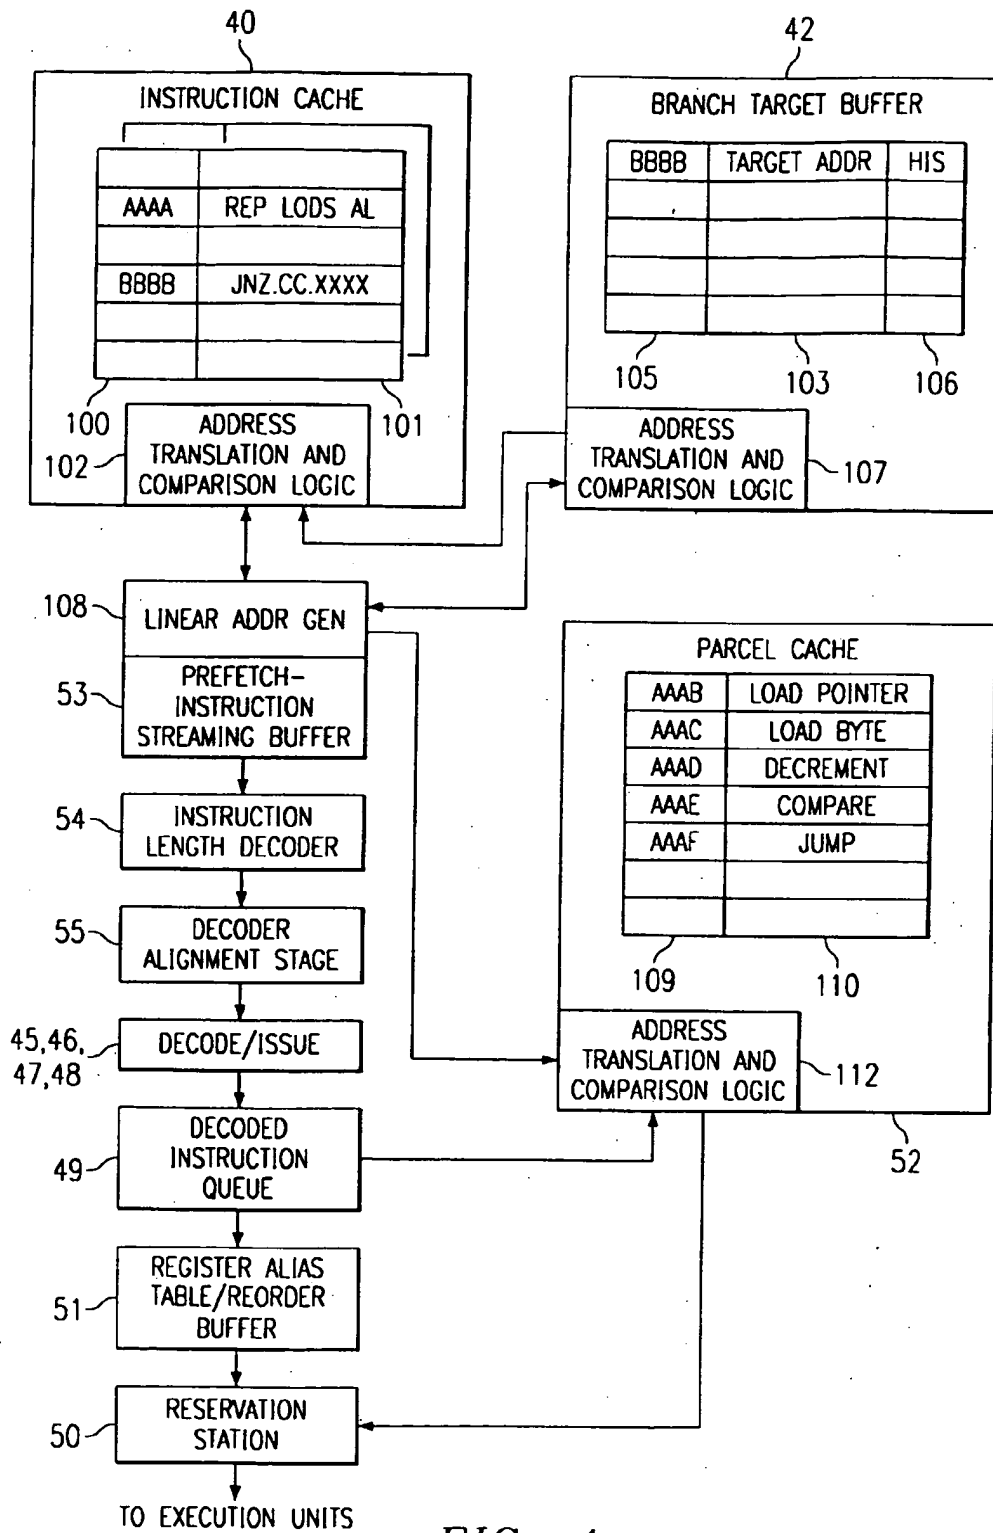 40
42
INSTRUCTION CACHE
BRANCH TARGET BUFFER
BBBB TARGET ADDR HIS
AAAA REP LODS AL
BBBB JNZ.CC.XXXX
105 103 106
100 101
102
ADDRESS
TRANSLATION AND
COMPARISON LOGIC
ADDRESS
TRANSLATION AND
COMPARISON LOGIC
107
108
LINEAR ADDR GEN
53
PREFETCH-
INSTRUCTION
STREAMING BUFFER
PARCEL CACHE
AAAB LOAD POINTER
AAAC LOAD BYTE
AAAD DECREMENT
AAAE COMPARE
AAAF JUMP
109 110
54
INSTRUCTION
LENGTH DECODER
55
DECODER
ALIGNMENT STAGE
45,46,
47,48
DECODE/ISSUE
ADDRESS
TRANSLATION AND
COMPARISON LOGIC
112
52
49
DECODED
INSTRUCTION
QUEUE
51
REGISTER ALIAS
TABLE/REORDER
BUFFER
50
RESERVATION
STATION
TO EXECUTION UNITS